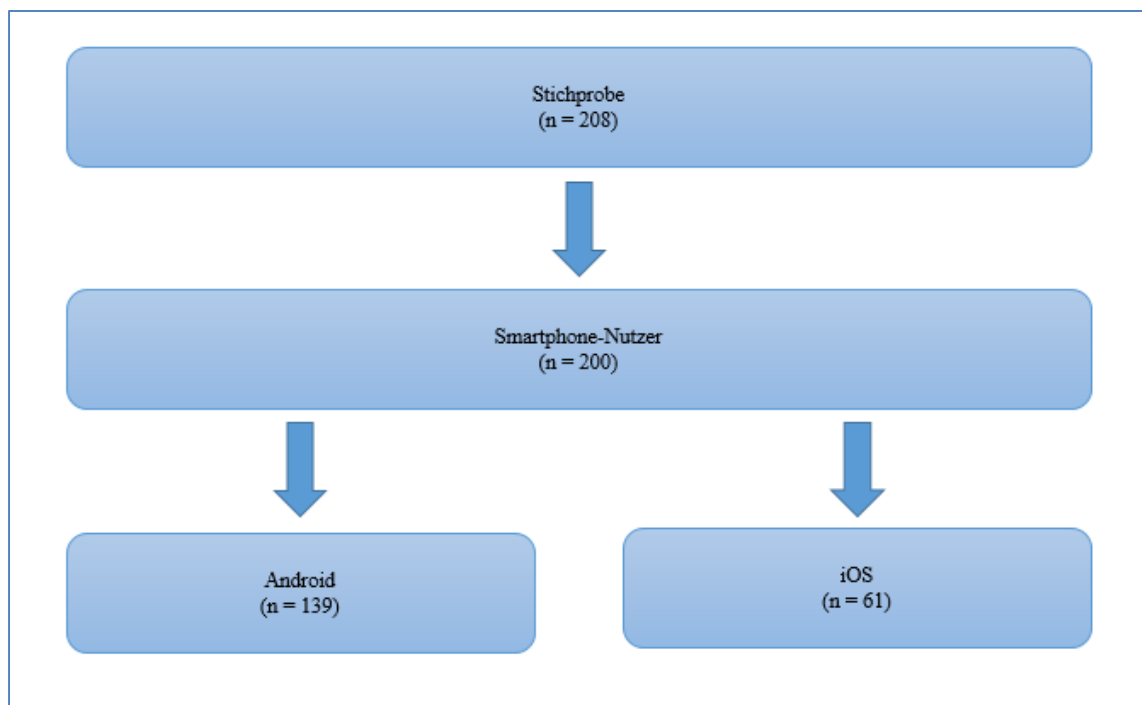 Stichprobe
(n = 208)
Smartphone-Nutzer
(n = 200)
Android
(n = 139)
iOS
(n = 61)